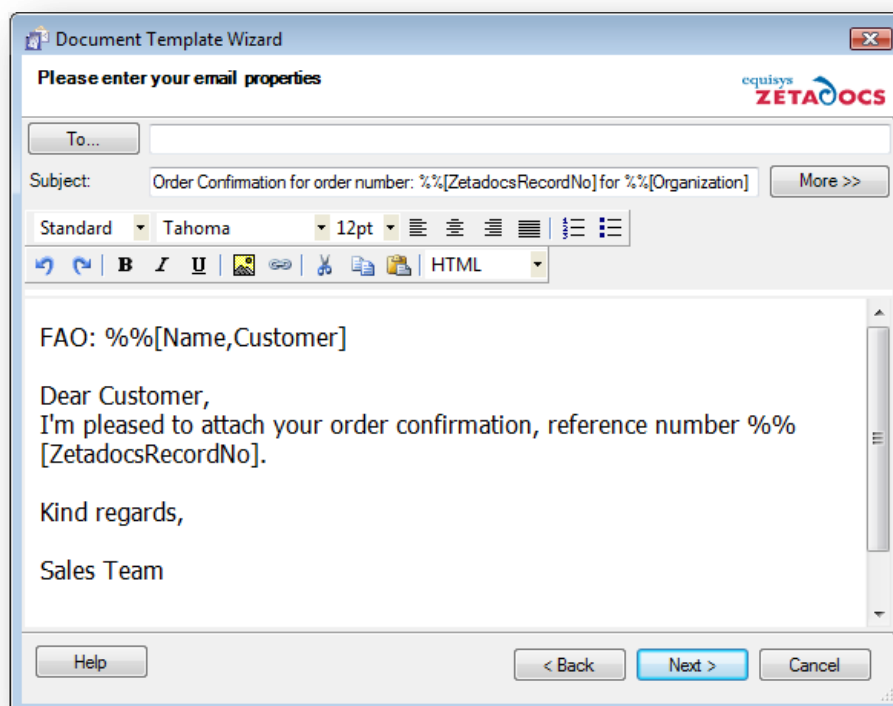 Document Template Wizard
Please enter your email properties
equisys
ZETADOCS
To...
Subject: Order Confirmation for order number: %%[ZetadocsRecordNo] for %%[Organization] More >>
Standard Tahoma 12pt
B I U HTML
FAO: %%[Name,Customer]
Dear Customer,
I'm pleased to attach your order confirmation, reference number %%
[ZetadocsRecordNo].
Kind regards,
Sales Team
Help < Back Next > Cancel